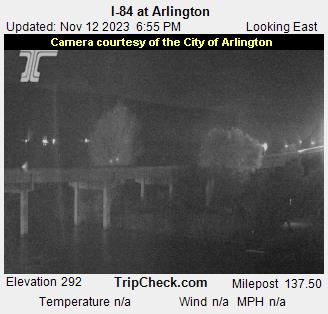 I-84 at Arlington
Updated: Nov 12 2023 6:55 PM Looking East
Camera courtesy of the City of Arlington
Elevation 292 TripCheck.com Milepost 137.50
Temperature n/a Wind n/a MPH n/a